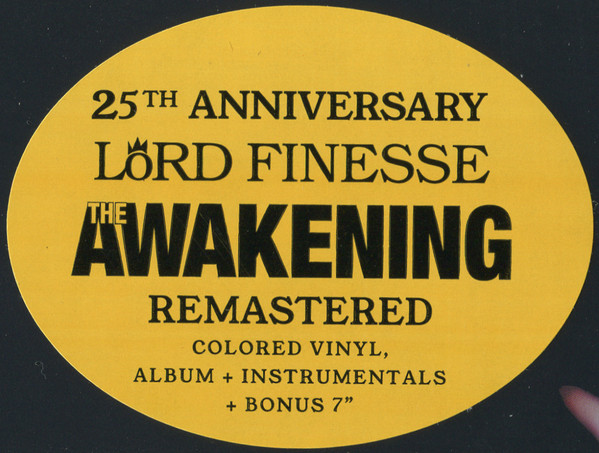 25TH ANNIVERSARY
LORD FINESSE
THE
AWAKENING
REMASTERED
COLORED VINYL,
ALBUM + INSTRUMENTALS
+ BONUS 7”